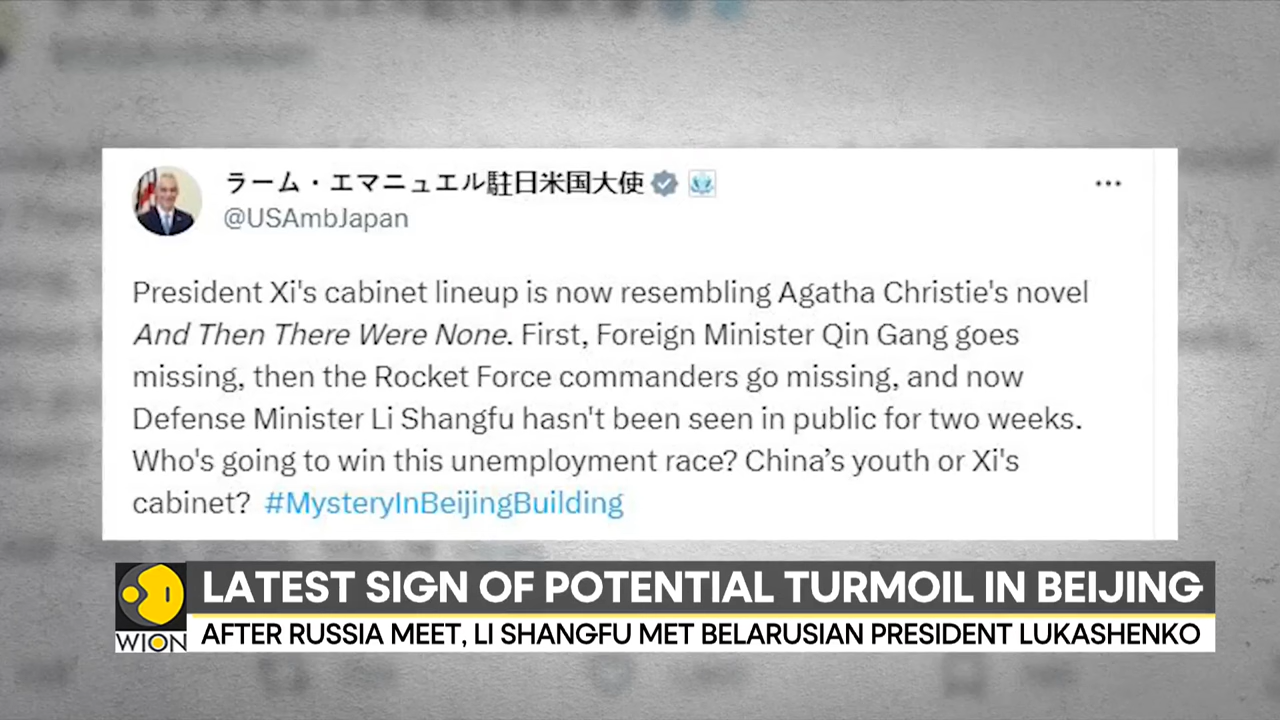 ラーム・エマニュエル駐日米国大使
@USAmbJapan
President Xi's cabinet lineup is now resembling Agatha Christie's novel
And Then There Were None. First, Foreign Minister Qin Gang goes
missing, then the Rocket Force commanders go missing, and now
Defense Minister Li Shangfu hasn't been seen in public for two weeks.
Who's going to win this unemployment race? China’s youth or Xi's
cabinet? #MysteryInBeijingBuilding
LATEST SIGN OF POTENTIAL TURMOIL IN BEIJING
AFTER RUSSIA MEET, LI SHANGFU MET BELARUSIAN PRESIDENT LUKASHENKO
WION